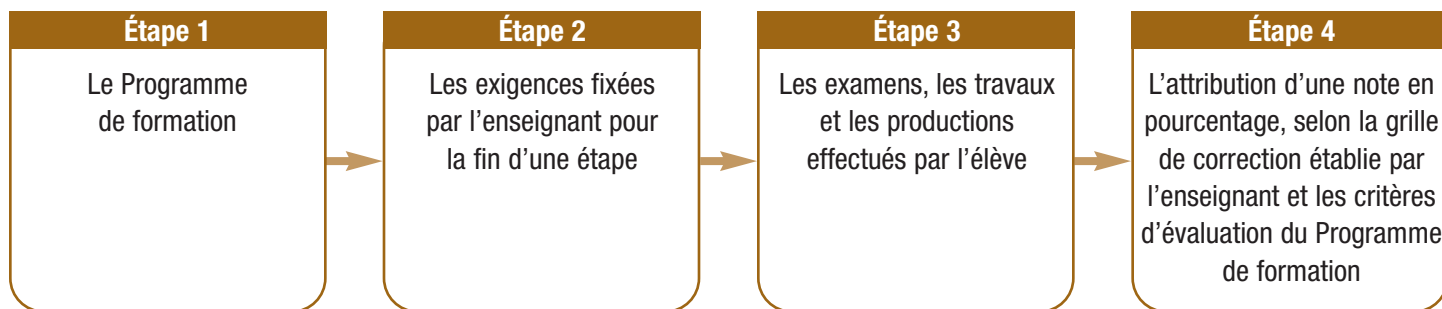 Étape 1
Le Programme
de formation
Étape 2
Les exigences fixées
par l’enseignant pour
la fin d’une étape
Étape 3
Les examens, les travaux
et les productions
effectués par l’élève
Étape 4
L’attribution d’une note en
pourcentage, selon la grille
de correction établie par
l’enseignant et les critères
d’évaluation du Programme
de formation